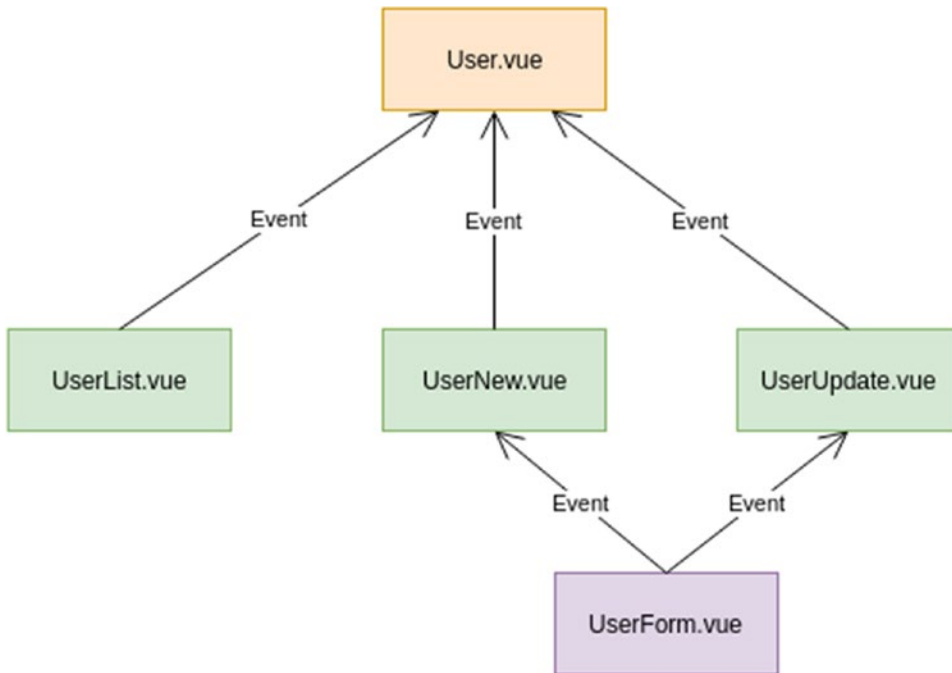 User.vue
Event
Event
Event
UserList.vue
UserNew.vue
UserUpdate.vue
Event
Event
UserForm.vue